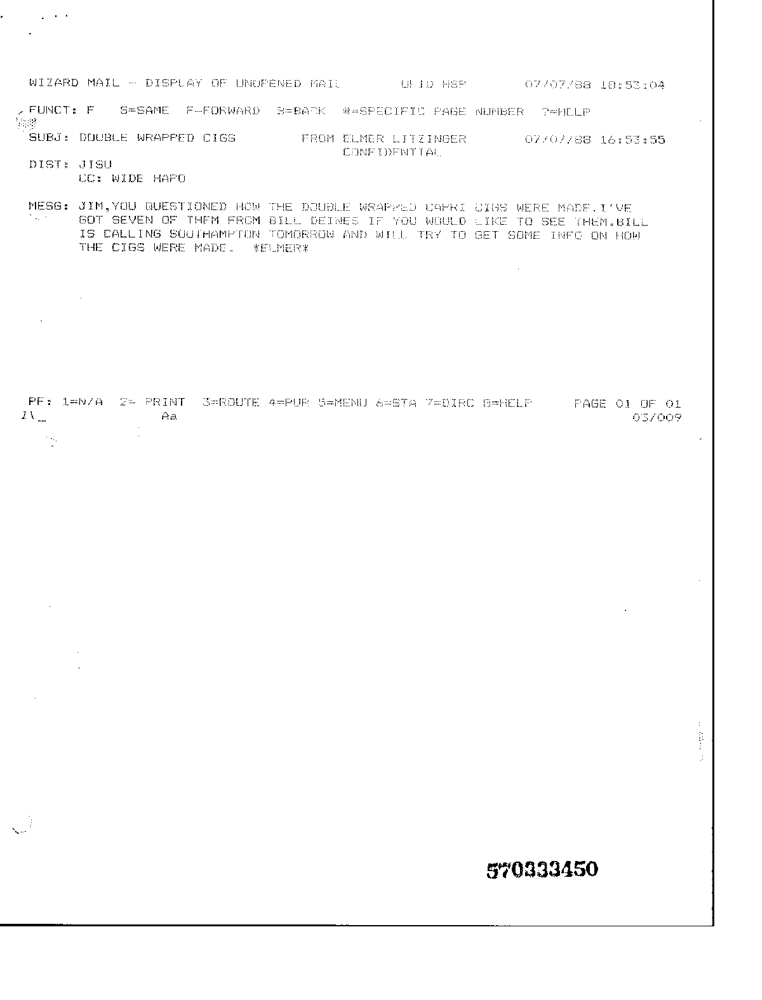 WIZARD MAIL - DISPLAY OF UNOPENED MAIL 07/07/88 18:53:04
FUNCT: F S=SAME F=FORWARD B=BACK #=SPECIFIC PAGE NUMBER ?=HELP
SUBJ: DOUBLE WRAPPED CIGS FROM ELMER LITZINGER 07/07/88 16:53:55
CONFIDENTIAL
DIST: JISU
CC: WIDE HAPO
MESG: JIM,YOU QUESTIONED HOW THE DOUBLE WRAPPED CAPRI CIGS WERE MADE.I'VE
GOT SEVEN OF THEM FROM BILL DEINES IF YOU WOULD LIKE TO SEE THEM.BILL
IS CALLING SOUTHAMPTON TOMORROW AND WILL TRY TO GET SOME INFO ON HOW
THE CIGS WERE MADE. *ELMER*
PF: 1=N/A 2= PRINT 3=ROUTE 4=PUR 5=MENU 6=STA 7=DIRC 8=HELP PAGE 01 OF 01
Aa 03/009
570333450